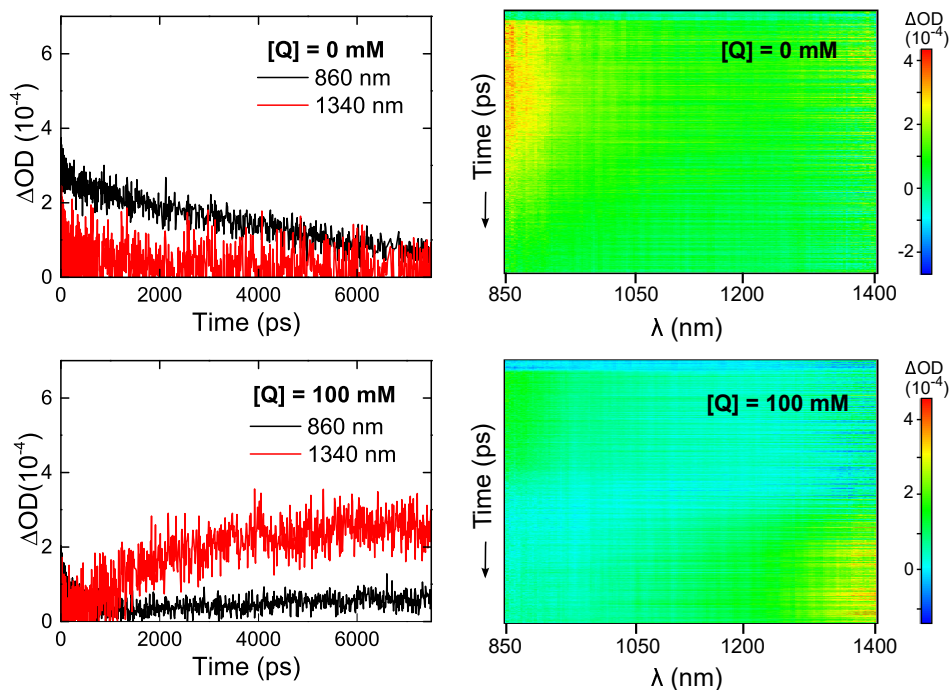 [Q] = 0 mM
860 nm
1340 nm
6
4
2
0
ΔOD (10⁻⁴)
0
2000
4000
6000
Time (ps)
[Q] = 0 mM
Time (ps)
850
1050
1200
1400
λ (nm)
ΔOD
(10⁻⁴)
4
2
0
-2
[Q] = 100 mM
860 nm
1340 nm
6
4
2
0
ΔOD(10⁻⁴)
0
2000
4000
6000
Time (ps)
[Q] = 100 mM
Time (ps)
850
1050
1200
1400
λ (nm)
ΔOD
(10⁻⁴)
4
2
0